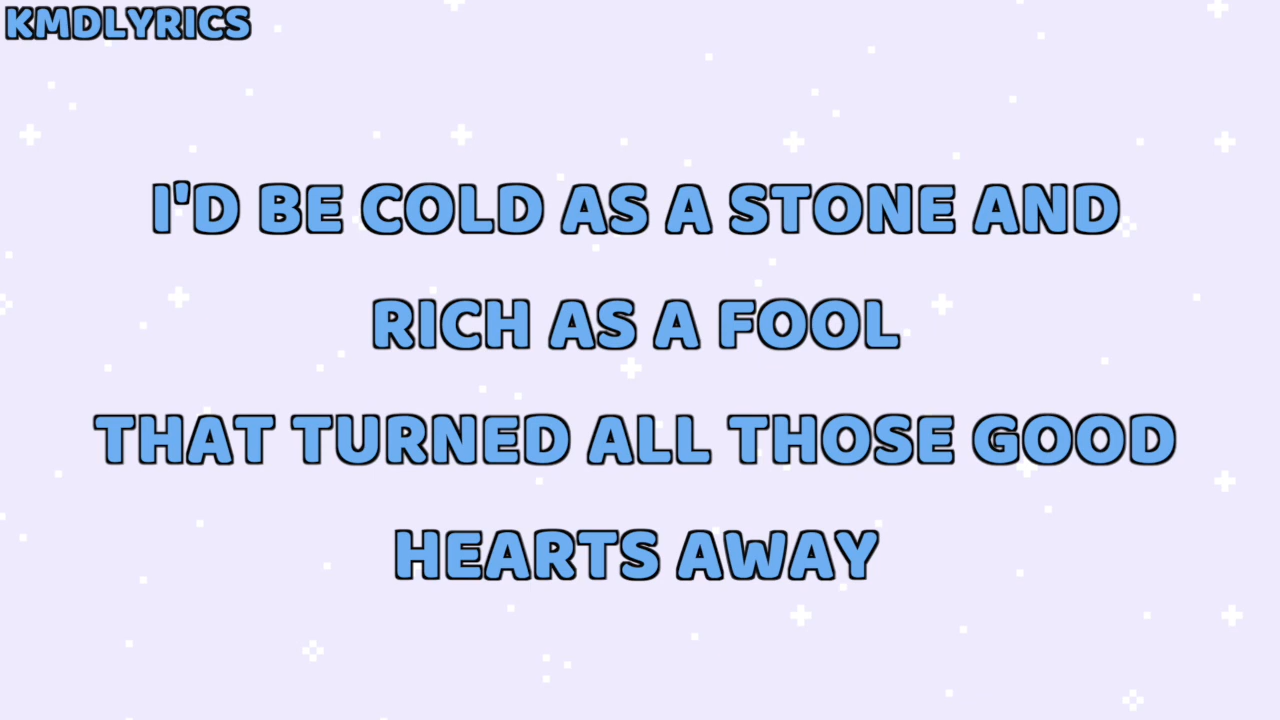 KMDLYRICS
I'D BE COLD AS A STONE AND
RICH AS A FOOL
THAT TURNED ALL THOSE GOOD
HEARTS AWAY